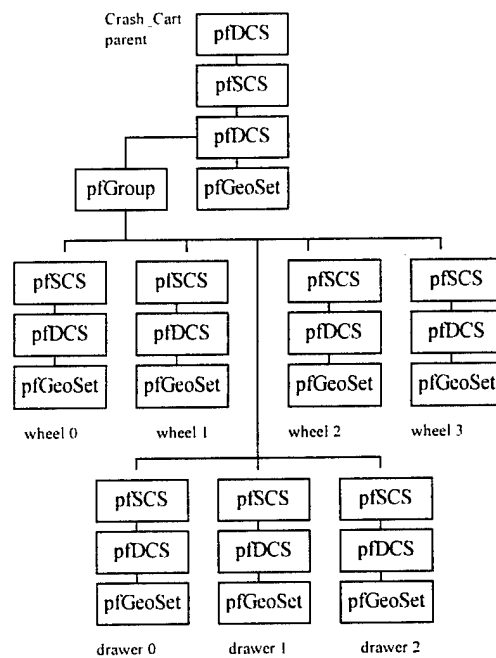 Crash_Cart
parent
pfDCS
pfSCS
pfDCS
pfGroup
pfGeoSet
pfSCS pfSCS pfSCS pfSCS
pfDCS pfDCS pfDCS pfDCS
pfGeoSet pfGeoSet pfGeoSet pfGeoSet
wheel 0 wheel 1 wheel 2 wheel 3
pfSCS pfSCS pfSCS
pfDCS pfDCS pfDCS
pfGeoSet pfGeoSet pfGeoSet
drawer 0 drawer 1 drawer 2